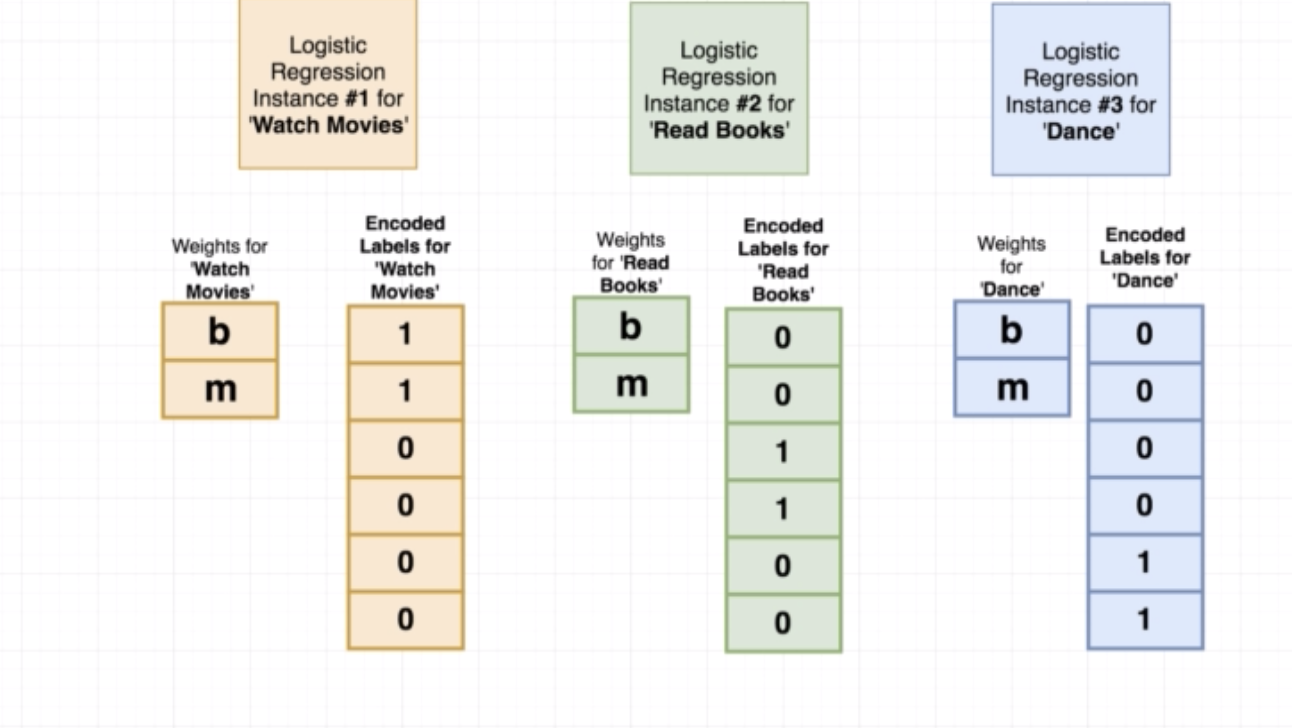 Logistic
Regression
Instance #1 for
'Watch Movies'
Logistic
Regression
Instance #2 for
'Read Books'
Logistic
Regression
Instance #3 for
'Dance'
Weights for
'Watch
Movies'
b
m
Encoded
Labels for
'Watch
Movies'
1
1
0
0
0
0
Weights
for 'Read
Books'
b
m
Encoded
Labels for
'Read
Books'
0
0
1
1
0
0
Weights
for
'Dance'
b
m
Encoded
Labels for
'Dance'
0
0
0
0
1
1